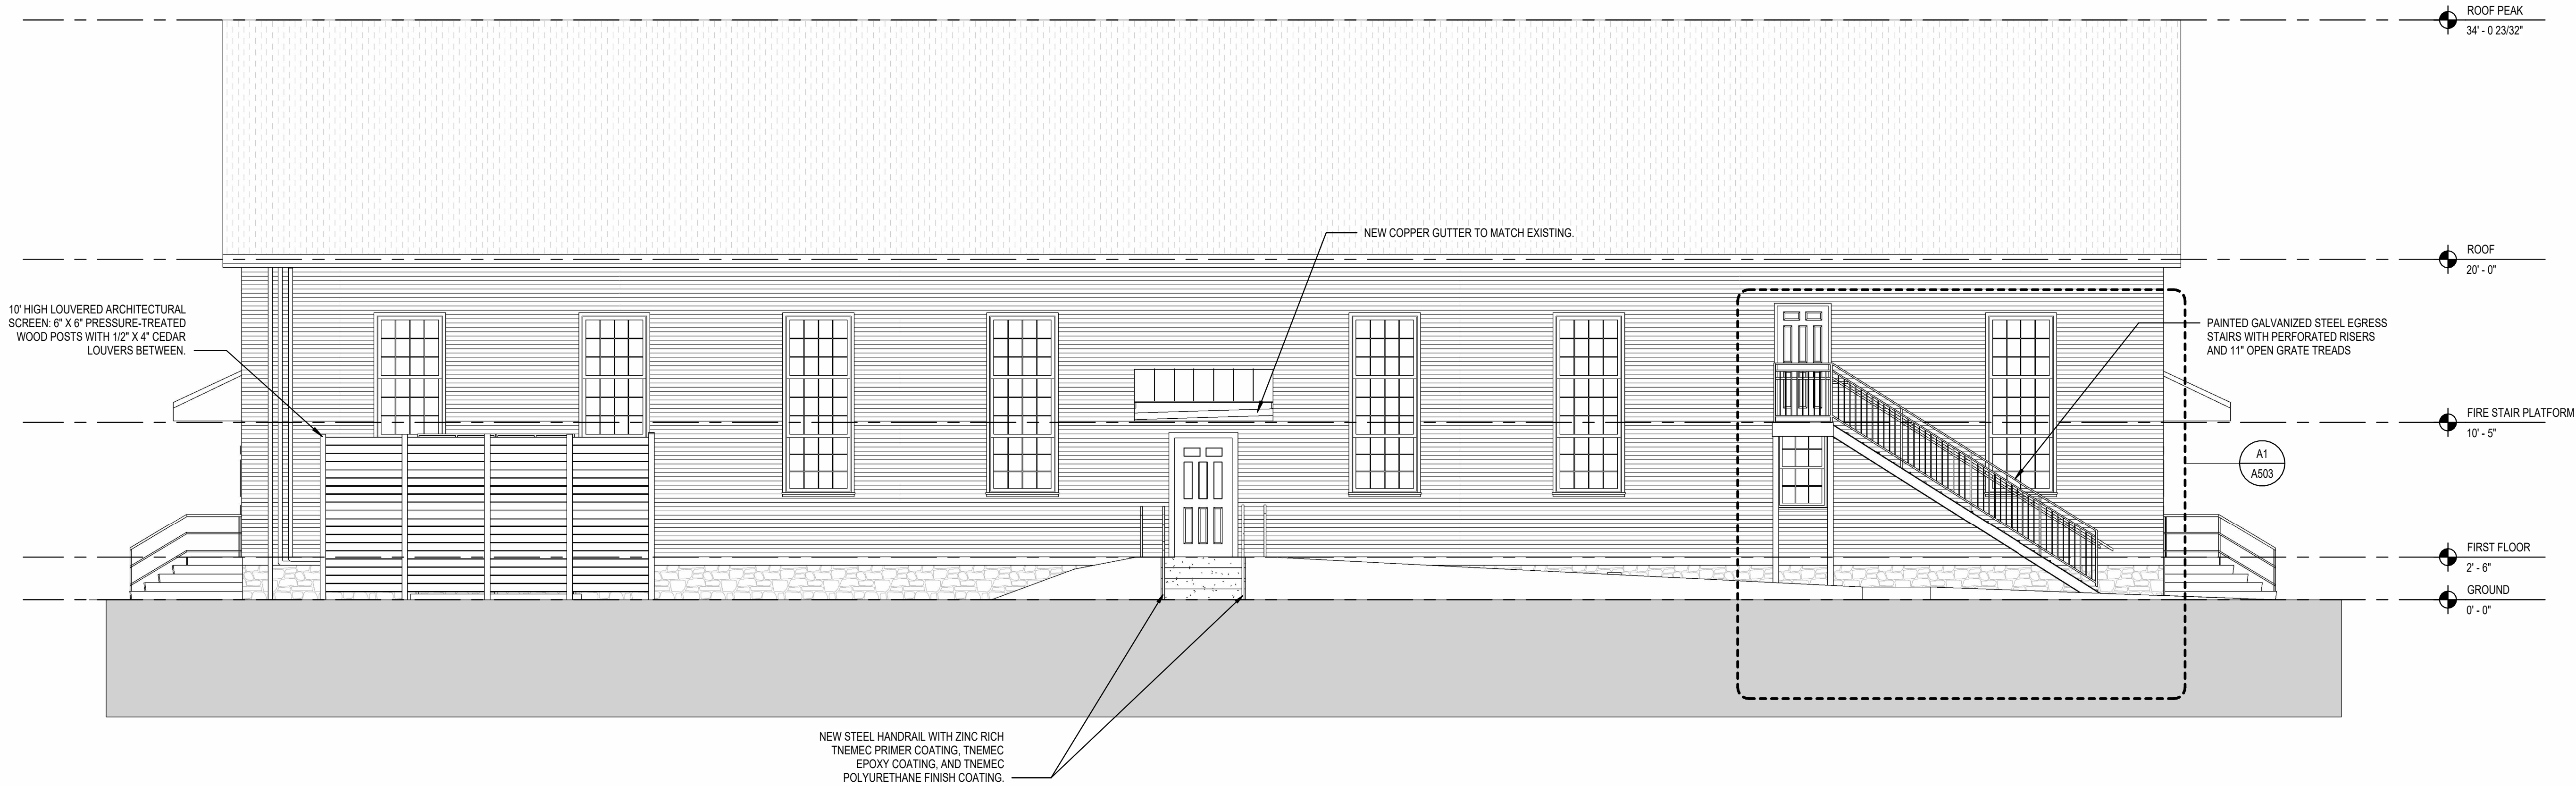 ROOF PEAK
34' - 0 23/32"
NEW COPPER GUTTER TO MATCH EXISTING.
ROOF
20' - 0"
10' HIGH LOUVERED ARCHITECTURAL
SCREEN: 6" X 6" PRESSURE-TREATED
WOOD POSTS WITH 1/2" X 4" CEDAR
LOUVERS BETWEEN.
PAINTED GALVANIZED STEEL EGRESS
STAIRS WITH PERFORATED RISERS
AND 11" OPEN GRATE TREADS
FIRE STAIR PLATFORM
10' - 5"
A1
A503
FIRST FLOOR
2' - 6"
GROUND
0' - 0"
NEW STEEL HANDRAIL WITH ZINC RICH
TNEMEC PRIMER COATING, TNEMEC
EPOXY COATING, AND TNEMEC
POLYURETHANE FINISH COATING.